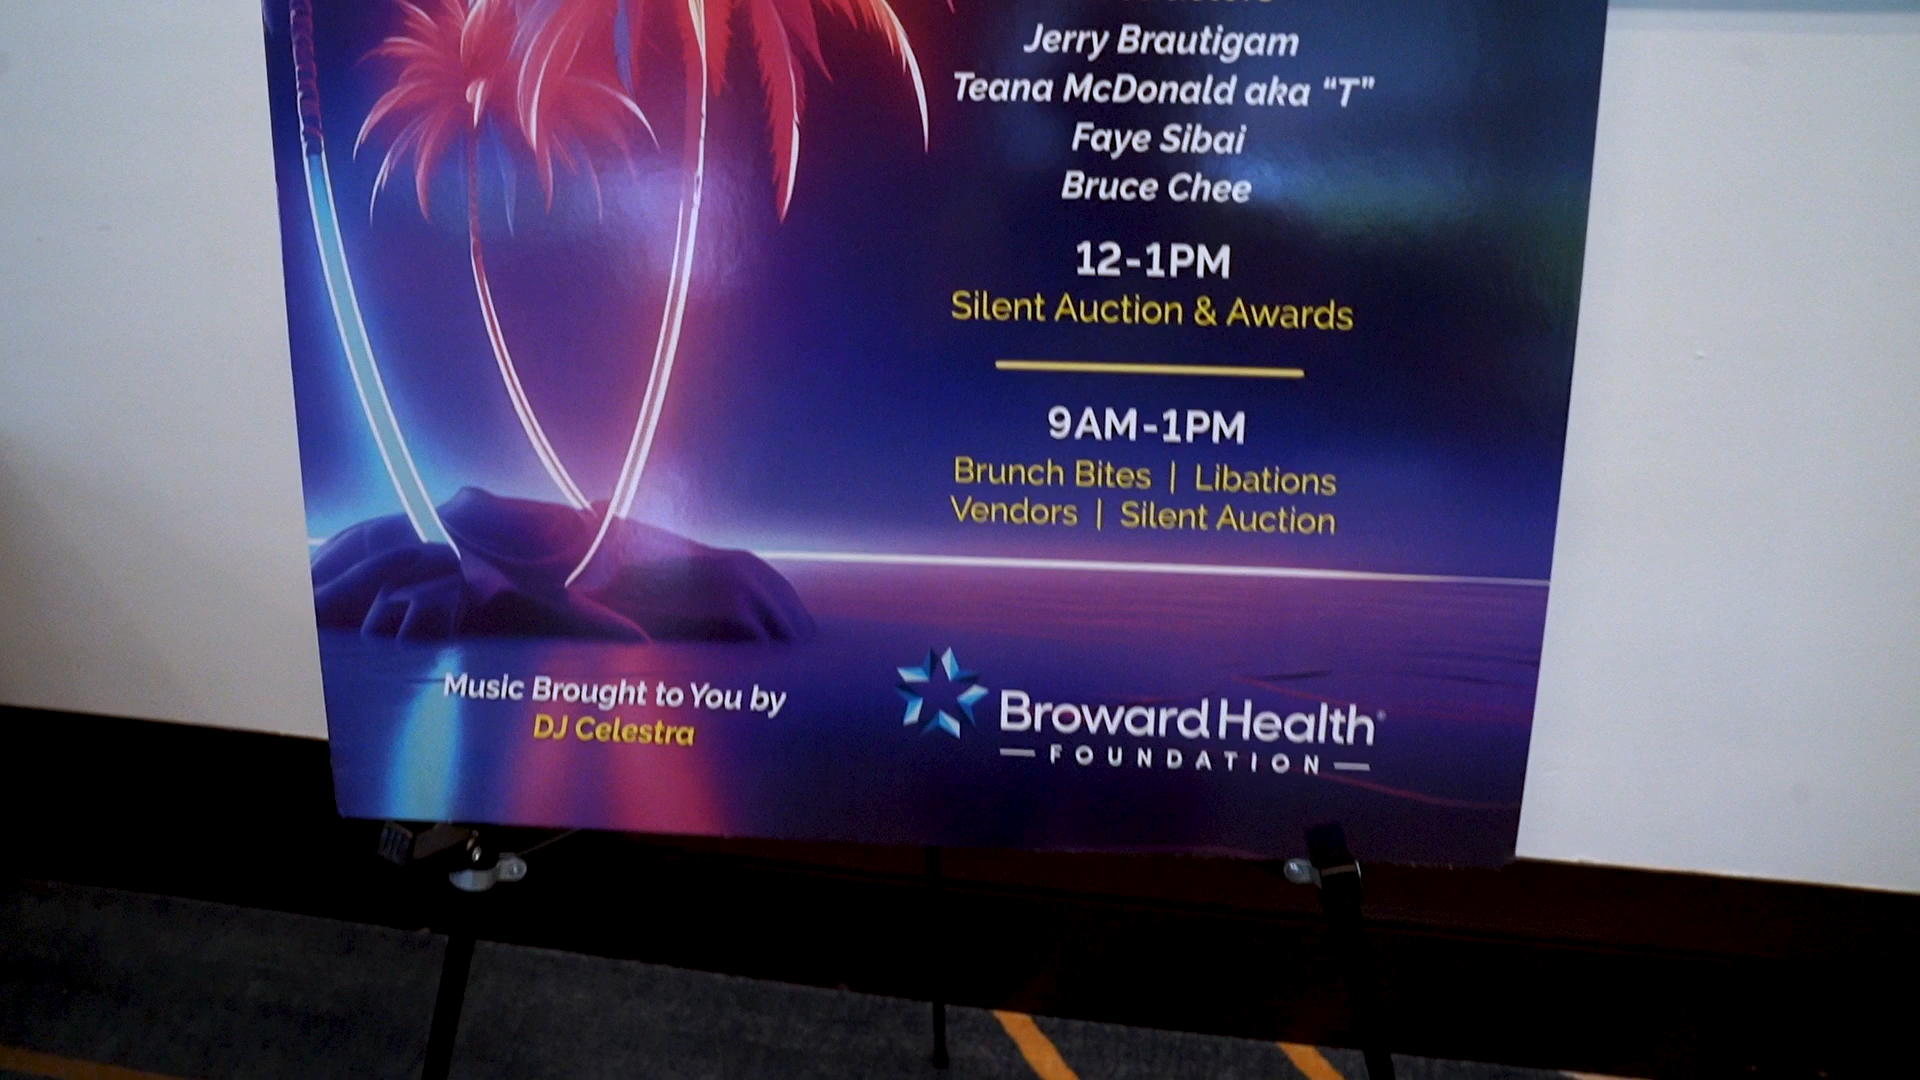 Jerry Brautigam
Teana McDonald aka “T”
Faye Sibai
Bruce Chee
12-1PM
Silent Auction & Awards
9AM-1PM
Brunch Bites | Libations
Vendors | Silent Auction
Music Brought to You by
DJ Celestra
Broward Health®
FOUNDATION